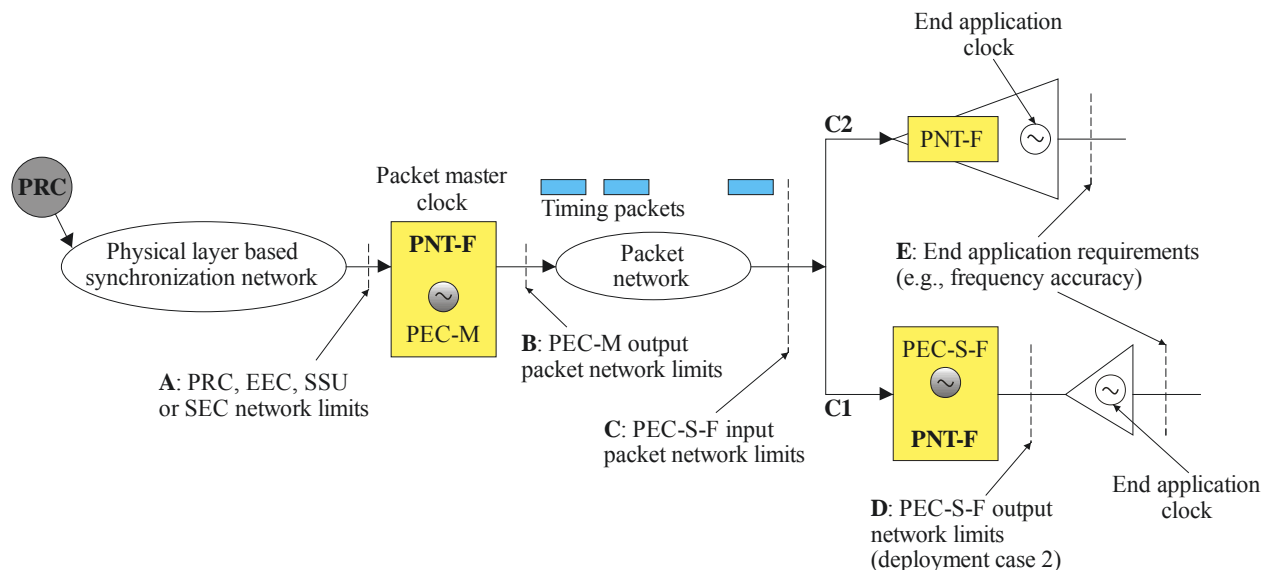 End application
clock
C2
PNT-F
PRC
Packet master
clock
Timing packets
Physical layer based
synchronization network
PNT-F
PEC-M
Packet
network
E: End application requirements
(e.g., frequency accuracy)
B: PEC-M output
packet network limits
A: PRC, EEC, SSU
or SEC network limits
C: PEC-S-F input
packet network limits
C1
PEC-S-F
PNT-F
End application
clock
D: PEC-S-F output
network limits
(deployment case 2)